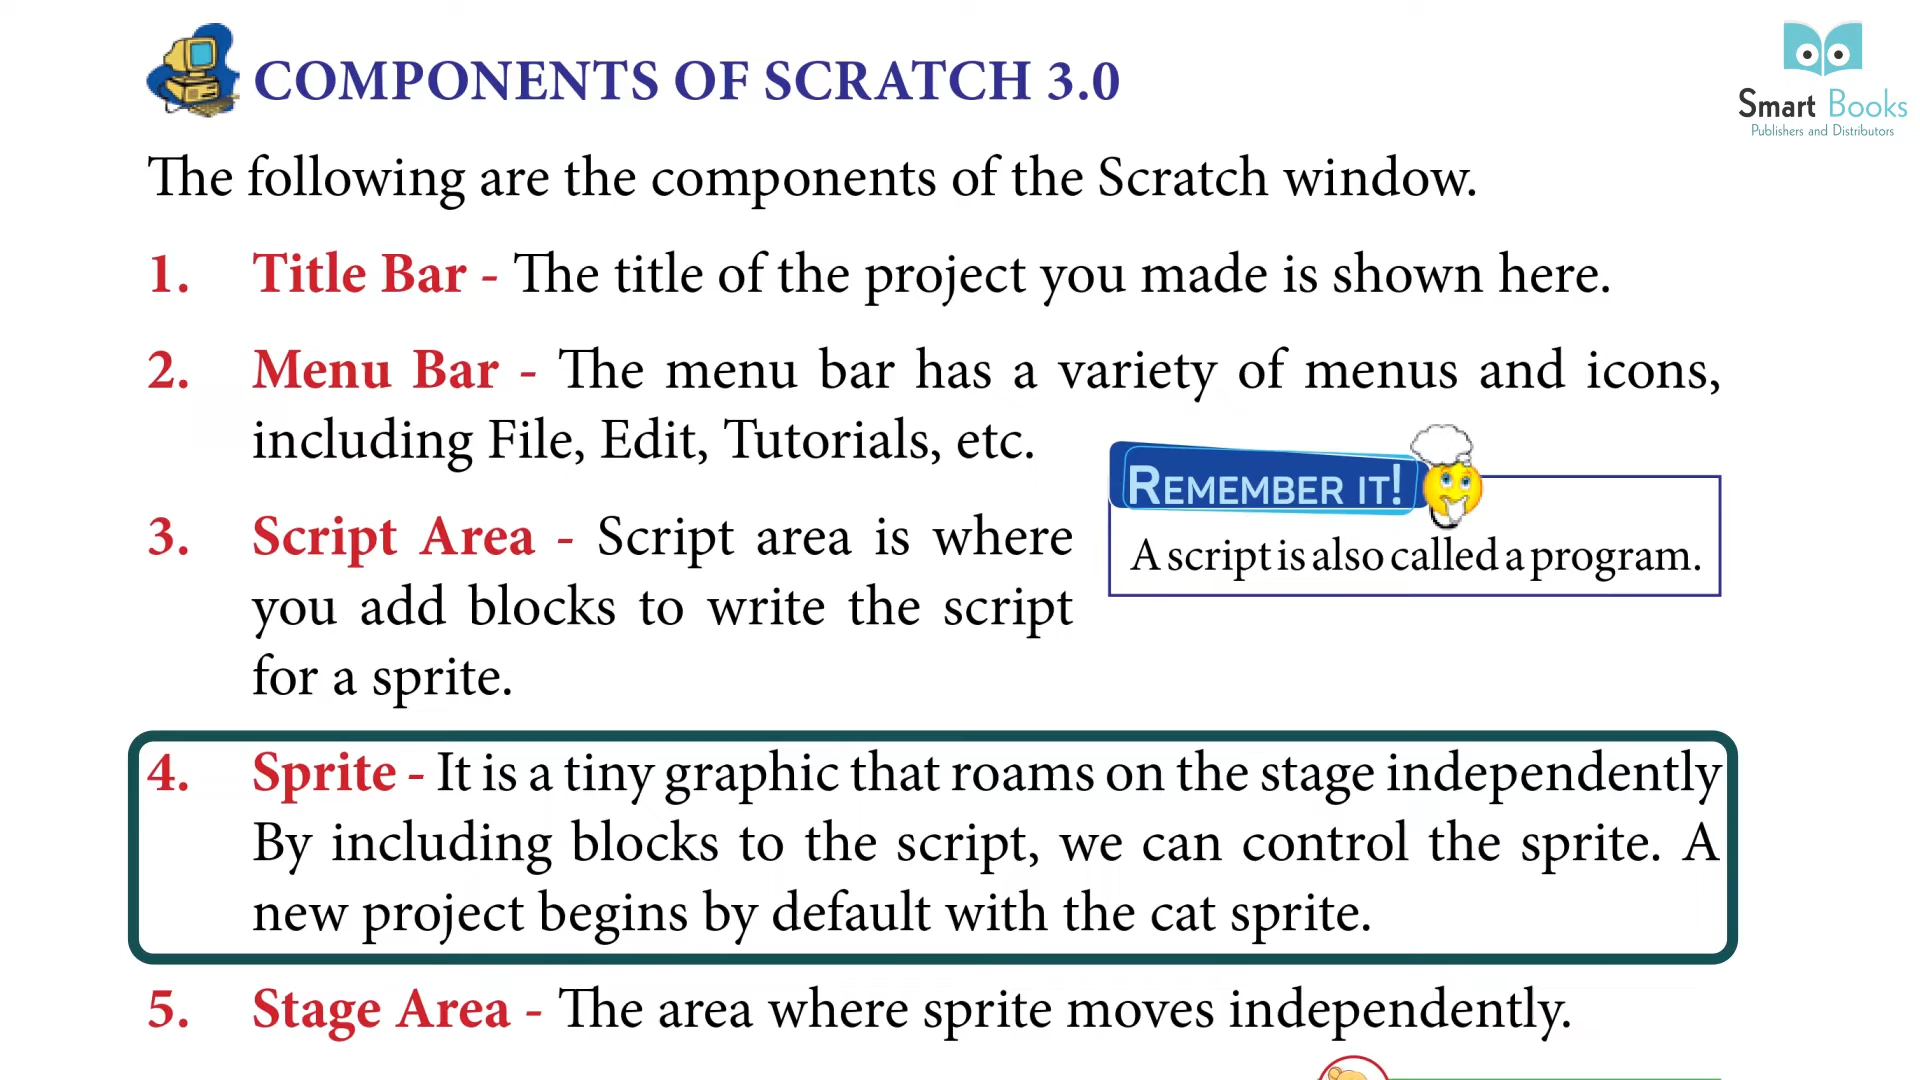 COMPONENTS OF SCRATCH 3.0
Smart Books
Publishers and Distributors
The following are the components of the Scratch window.
1. Title Bar - The title of the project you made is shown here.
2. Menu Bar - The menu bar has a variety of menus and icons,
including File, Edit, Tutorials, etc.
REMEMBER IT!
A script is also called a program.
3. Script Area - Script area is where
you add blocks to write the script
for a sprite.
4. Sprite - It is a tiny graphic that roams on the stage independently
By including blocks to the script, we can control the sprite. A
new project begins by default with the cat sprite.
5. Stage Area - The area where sprite moves independently.